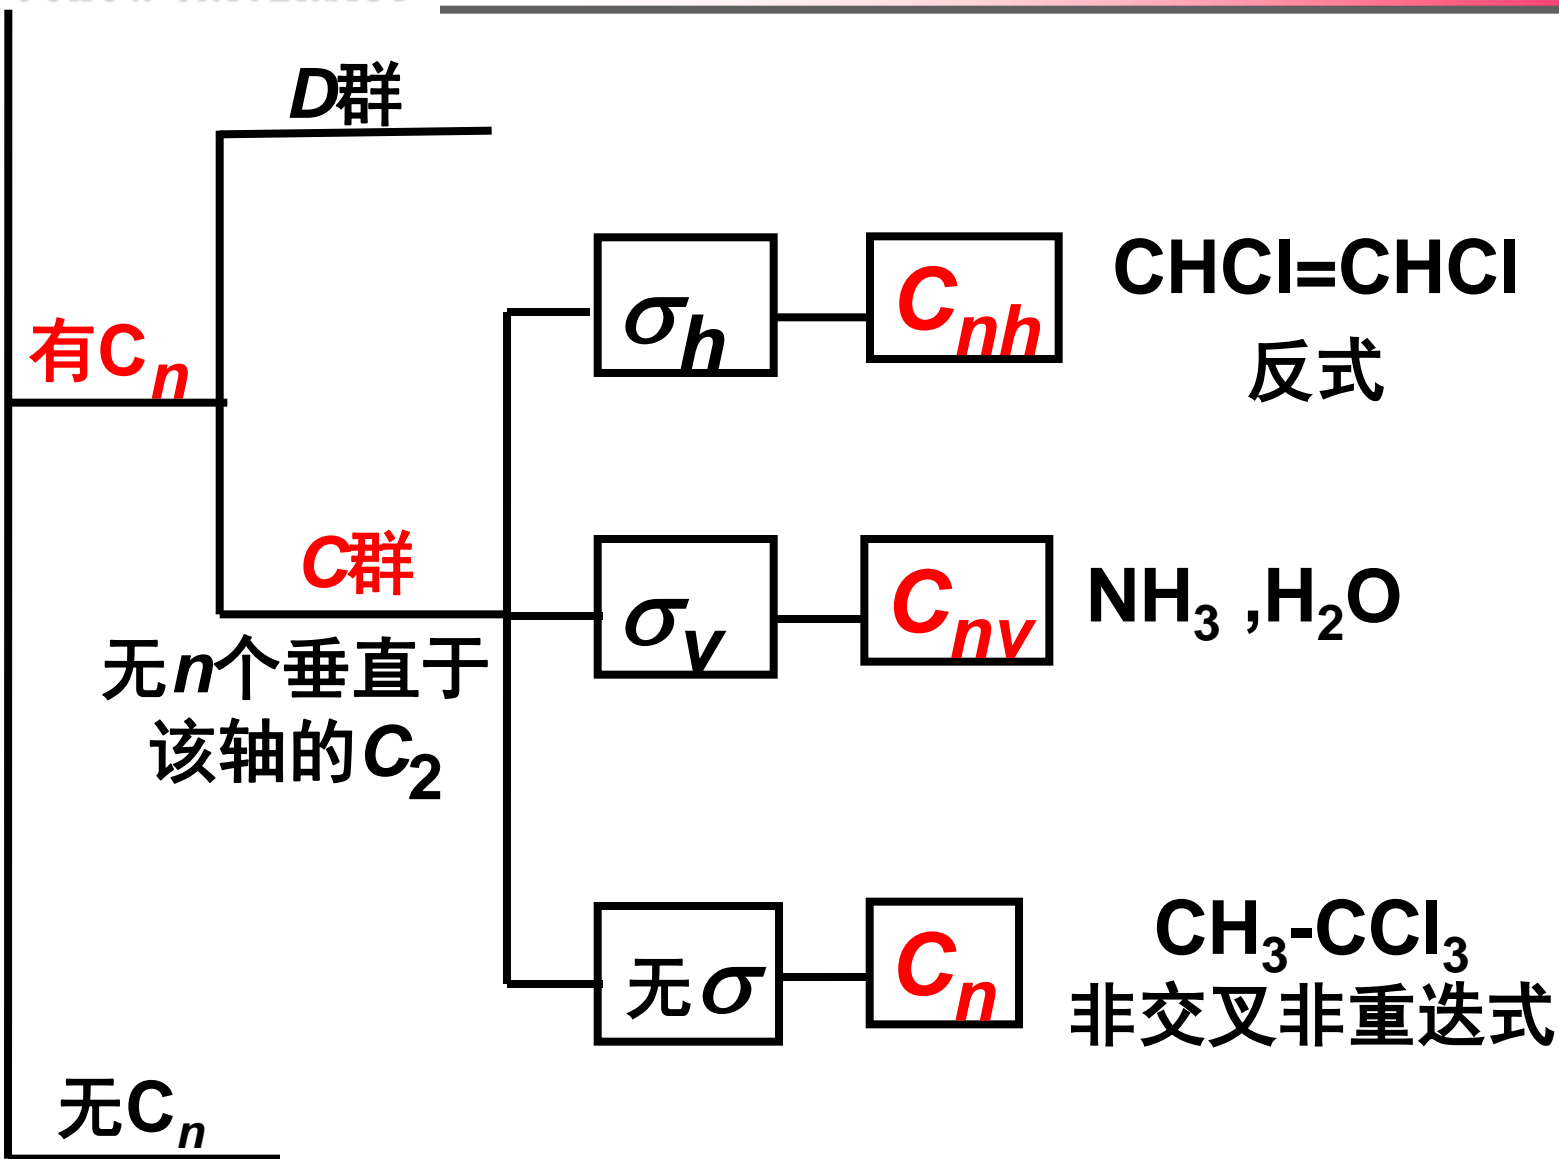 D群
σh
Cnh
CHCl=CHCl
反式
有Cn
C群
σv
Cnv
NH3 ,H2O
无n个垂直于
该轴的C2
无σ
Cn
CH3-CCl3
非交叉非重迭式
无Cn